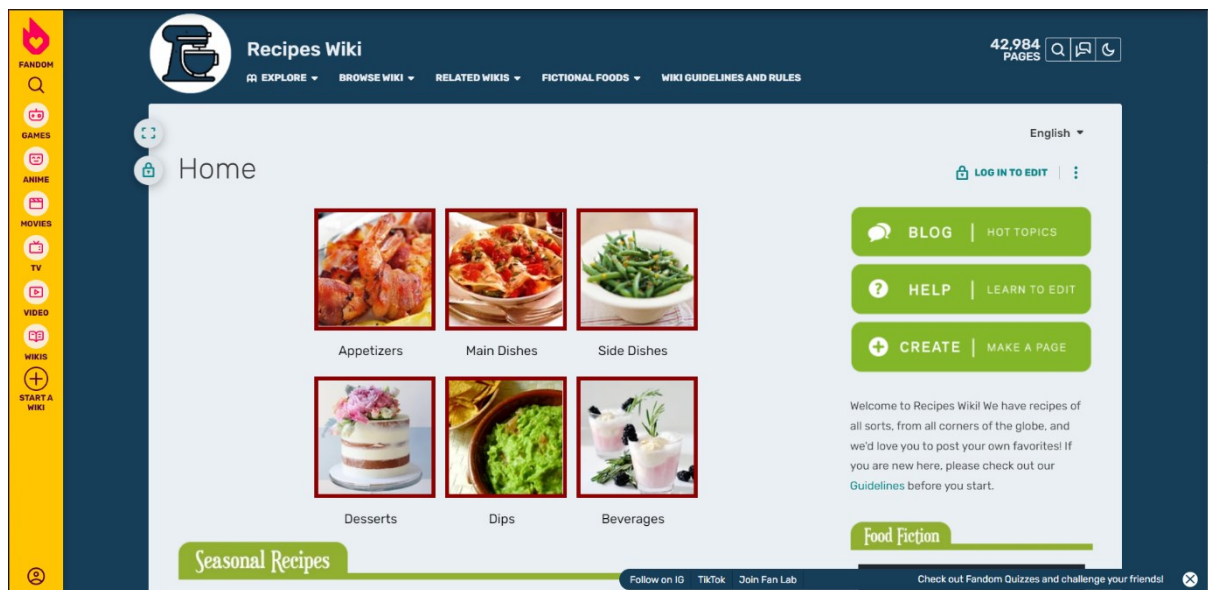 FANDOM
GAMES
ANIME
MOVIES
TV
VIDEO
WIKIS
START A
WIKI
Recipes Wiki
42,984
PAGES
EXPLORE
BROWSE WIKI
RELATED WIKIS
FICTIONAL FOODS
WIKI GUIDELINES AND RULES
English
Home
LOG IN TO EDIT
Appetizers
Main Dishes
Side Dishes
Desserts
Dips
Beverages
BLOG | HOT TOPICS
HELP | LEARN TO EDIT
CREATE | MAKE A PAGE
Welcome to Recipes Wiki! We have recipes of
all sorts, from all corners of the globe, and
we'd love you to post your own favorites! If
you are new here, please check out our
Guidelines before you start.
Food Fiction
Seasonal Recipes
Follow on IG
TikTok
Join Fan Lab
Check out Fandom Quizzes and challenge your friends!